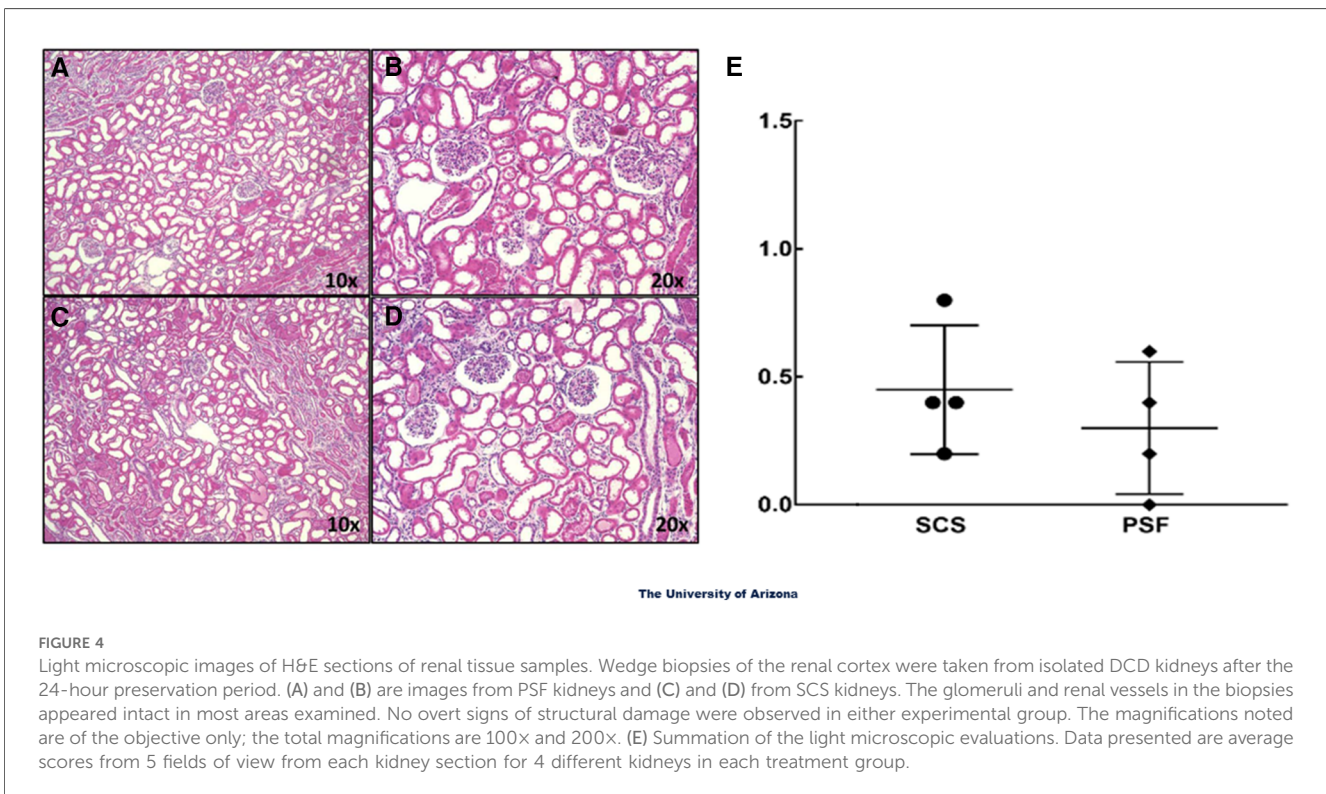 A
B
E
10x
20x
C
D
10x
20x
1.5
1.0
0.5
0.0
SCS
PSF
The University of Arizona
FIGURE 4
Light microscopic images of H&E sections of renal tissue samples. Wedge biopsies of the renal cortex were taken from isolated DCD kidneys after the
24-hour preservation period. (A) and (B) are images from PSF kidneys and (C) and (D) from SCS kidneys. The glomeruli and renal vessels in the biopsies
appeared intact in most areas examined. No overt signs of structural damage were observed in either experimental group. The magnifications noted
are of the objective only; the total magnifications are 100× and 200×. (E) Summation of the light microscopic evaluations. Data presented are average
scores from 5 fields of view from each kidney section for 4 different kidneys in each treatment group.